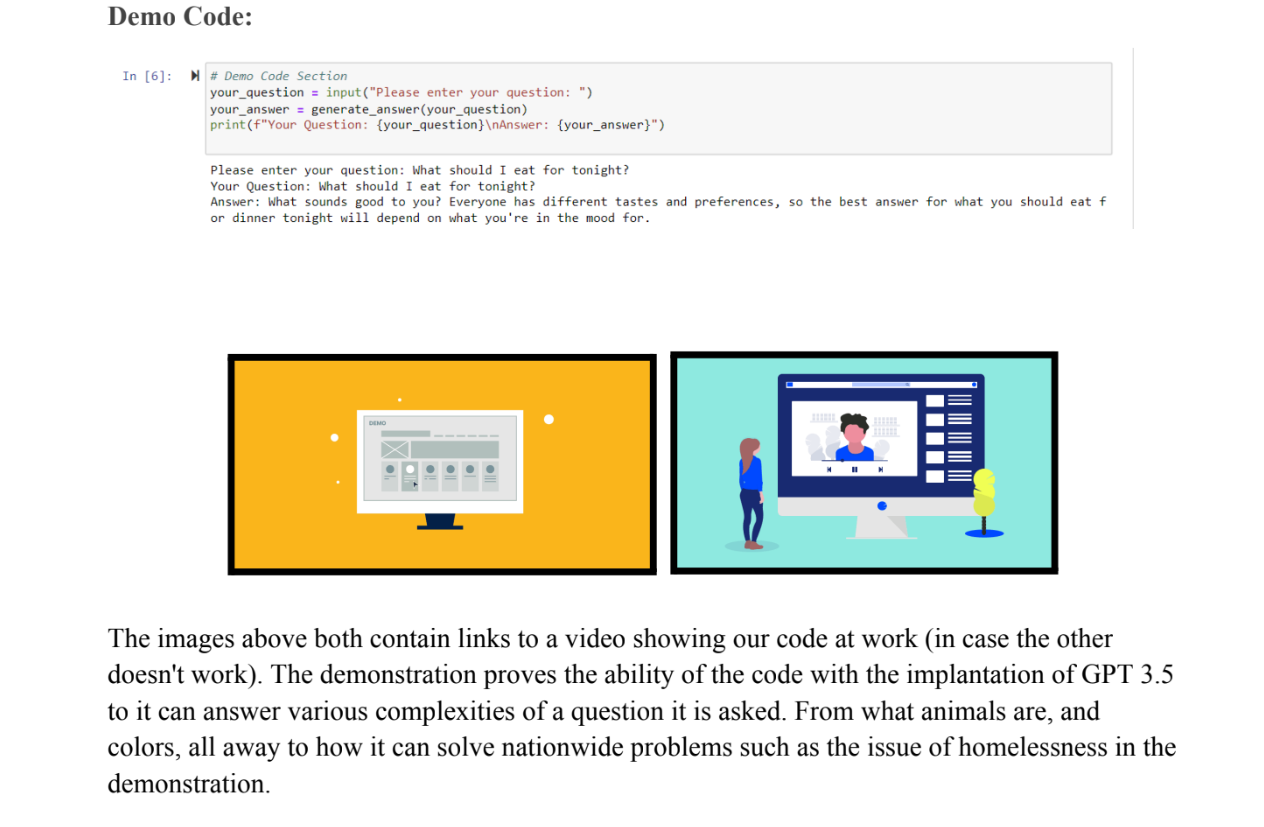 Demo Code:
In [6]:
# Demo Code Section
your_question = input("Please enter your question: ")
your_answer = generate_answer(your_question)
print(f"Your Question: {your_question}\nAnswer: {your_answer}")
Please enter your question: What should I eat for tonight?
Your Question: What should I eat for tonight?
Answer: What sounds good to you? Everyone has different tastes and preferences, so the best answer for what you should eat f
or dinner tonight will depend on what you're in the mood for.
DEMO
The images above both contain links to a video showing our code at work (in case the other
doesn't work). The demonstration proves the ability of the code with the implantation of GPT 3.5
to it can answer various complexities of a question it is asked. From what animals are, and
colors, all away to how it can solve nationwide problems such as the issue of homelessness in the
demonstration.